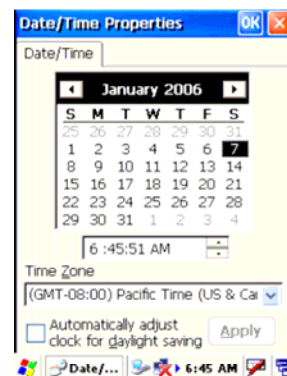 Date/Time Properties OK ×
Date/Time
January 2006
S M T W T F S
25 26 27 28 29 30 31
1 2 3 4 5 6 7
8 9 10 11 12 13 14
15 16 17 18 19 20 21
22 23 24 25 26 27 28
29 30 31 1 2 3 4
6 :45:51 AM
Time Zone
(GMT-08:00) Pacific Time (US & Ca
Automatically adjust
clock for daylight saving
Apply
Date/... 6:45 AM